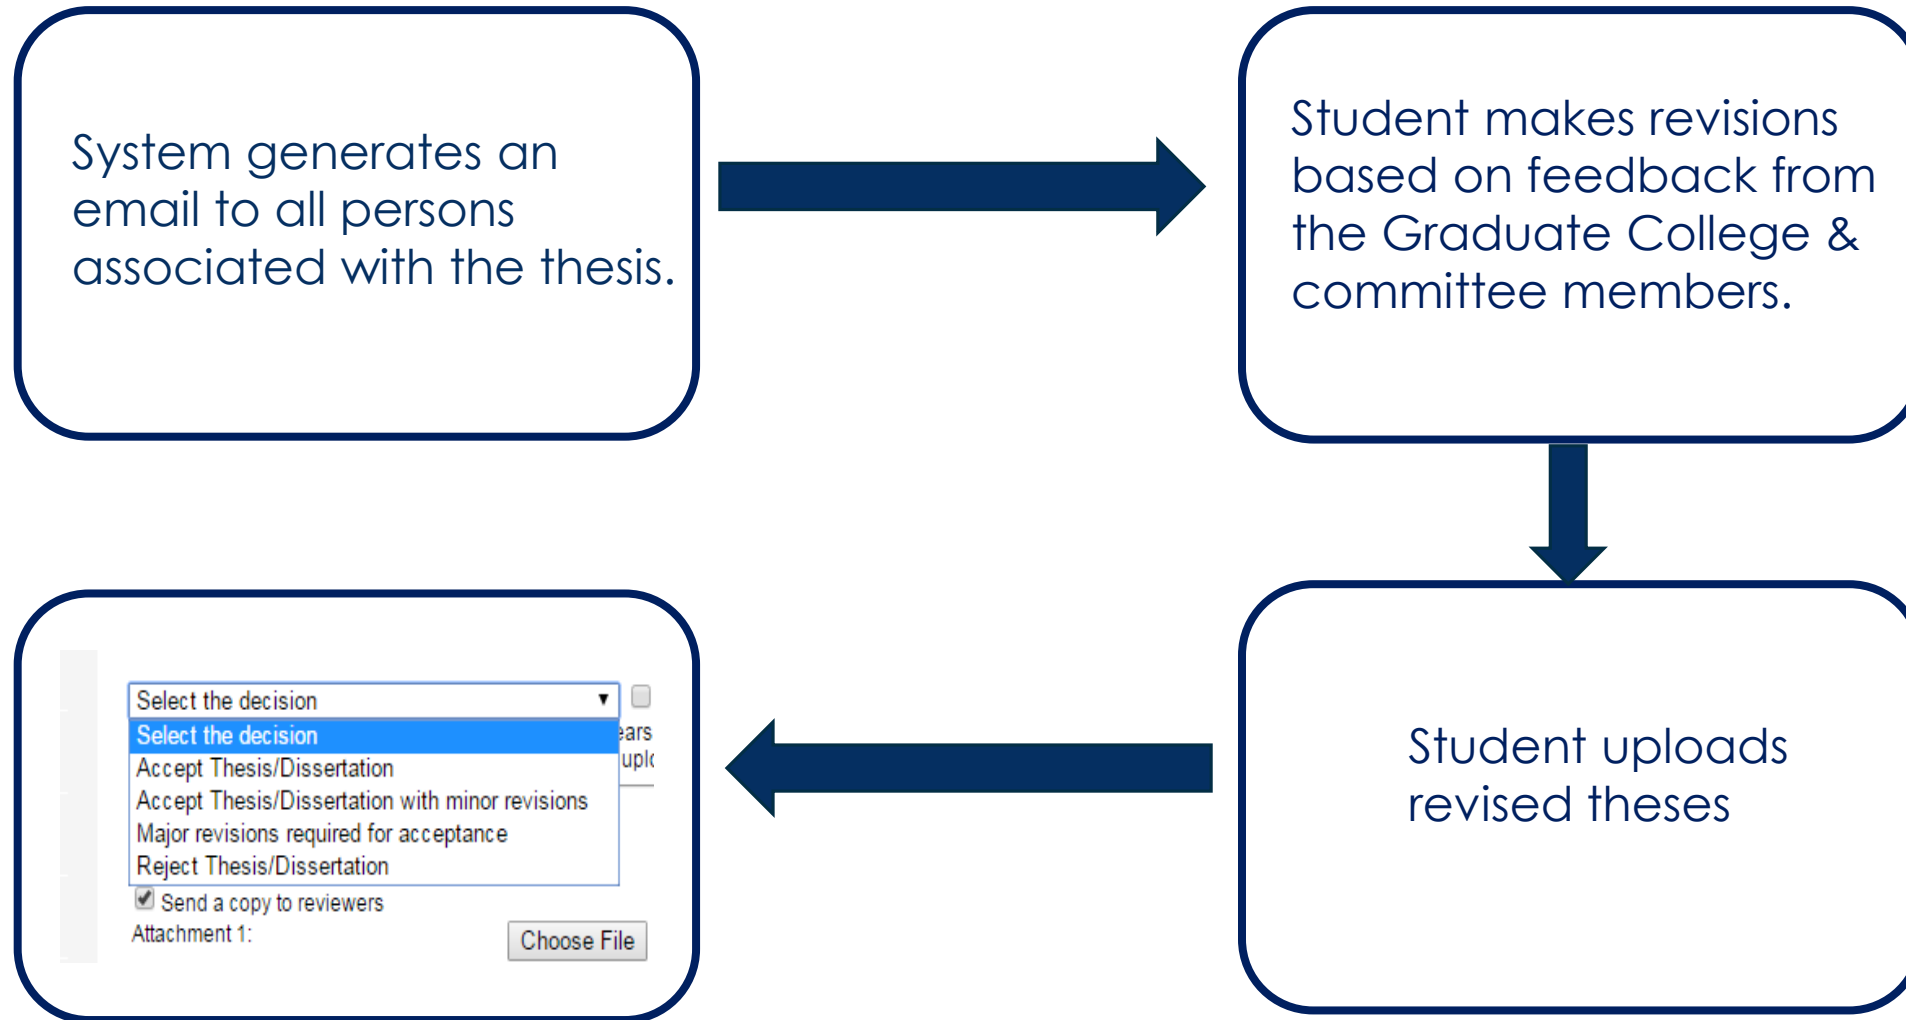 System generates an
email to all persons
associated with the thesis.
Student makes revisions
based on feedback from
the Graduate College &
committee members.
Student uploads
revised theses
Select the decision
Select the decision
Accept Thesis/Dissertation
Accept Thesis/Dissertation with minor revisions
Major revisions required for acceptance
Reject Thesis/Dissertation
Send a copy to reviewers
Attachment 1:
Choose File